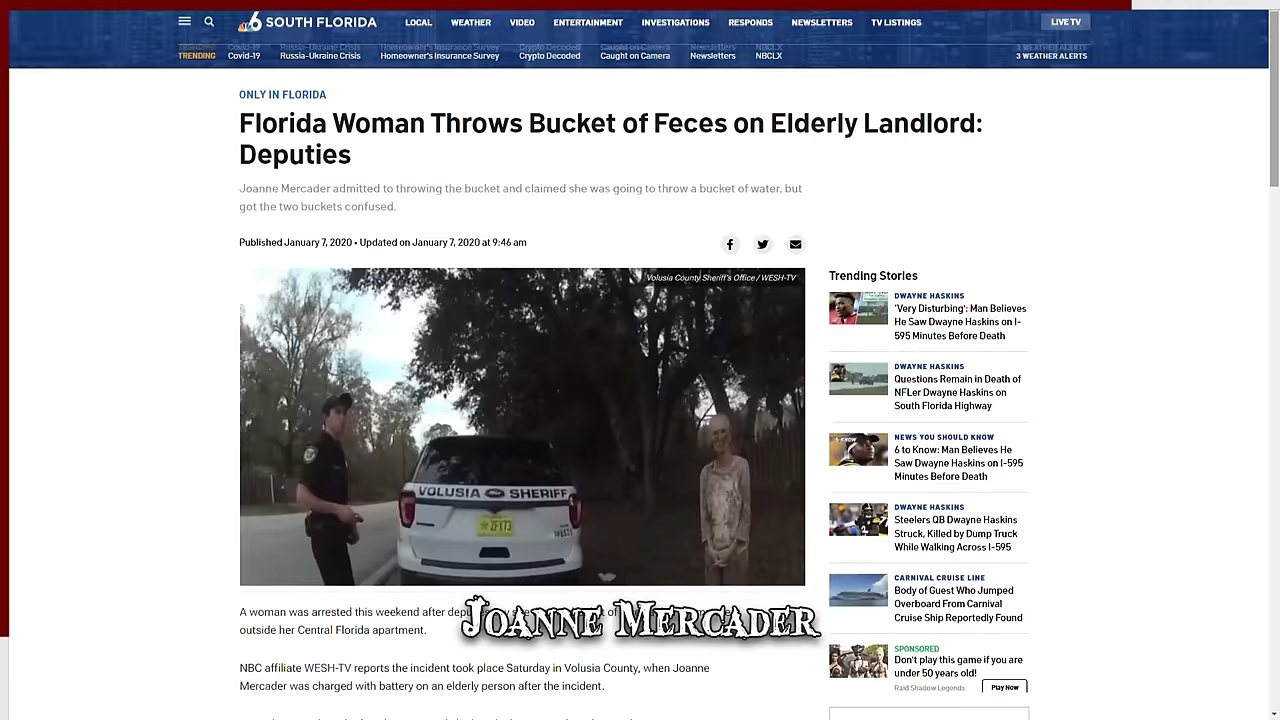 6 SOUTH FLORIDA
LOCAL WEATHER VIDEO ENTERTAINMENT INVESTIGATIONS RESPONDS NEWSLETTERS TV LISTINGS
LIVE TV
TRENDING Covid-19 Russia-Ukraine Crisis Homeowner's Insurance Survey Crypto Decoded Caught on Camera Newsletters NBCLX
3 WEATHER ALERTS
ONLY IN FLORIDA
Florida Woman Throws Bucket of Feces on Elderly Landlord:
Deputies
Joanne Mercader admitted to throwing the bucket and claimed she was going to throw a bucket of water, but
got the two buckets confused.
Published January 7, 2020 • Updated on January 7, 2020 at 9:46 am
Volusia County Sheriff's Office / WESH-TV
VOLUSIA SHERIFF
ZF173
A woman was arrested this weekend after
outside her Central Florida apartment.
JOANNE MERCADER
NBC affiliate WESH-TV reports the incident took place Saturday in Volusia County, when Joanne
Mercader was charged with battery on an elderly person after the incident.
Trending Stories
DWAYNE HASKINS
'Very Disturbing': Man Believes
He Saw Dwayne Haskins on I-
595 Minutes Before Death
DWAYNE HASKINS
Questions Remain in Death of
NFLer Dwayne Haskins on
South Florida Highway
NEWS YOU SHOULD KNOW
6 to Know: Man Believes He
Saw Dwayne Haskins on I-595
Minutes Before Death
DWAYNE HASKINS
Steelers QB Dwayne Haskins
Struck, Killed by Dump Truck
While Walking Across I-595
CARNIVAL CRUISE LINE
Body of Guest Who Jumped
Overboard From Carnival
Cruise Ship Reportedly Found
SPONSORED
Don't play this game if you are
under 50 years old!
Raid Shadow Legends
Play Now